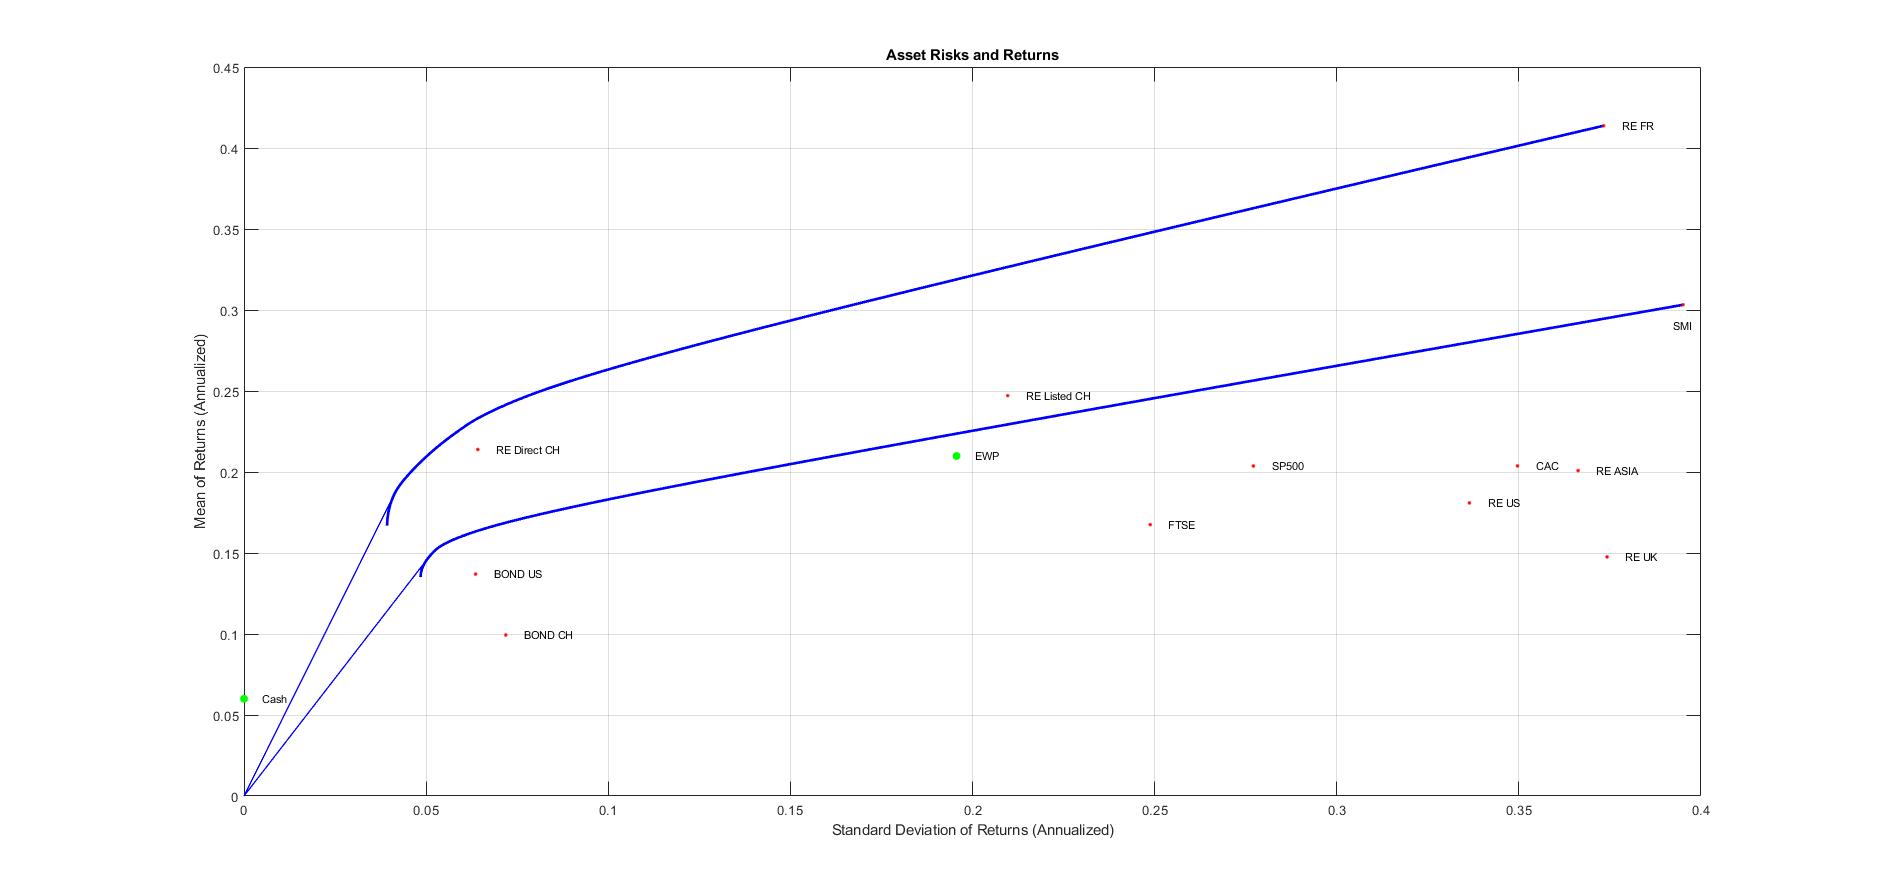 Asset Risks and Returns
0.45
0.4
0.35
0.3
0.25
0.2
0.15
0.1
0.05
0
Mean of Returns (Annualized)
RE FR
SMI
RE Listed CH
RE Direct CH
EWP
SP500
CAC
RE ASIA
RE US
FTSE
RE UK
BOND US
BOND CH
Cash
0
0.05
0.1
0.15
0.2
0.25
0.3
0.35
0.4
Standard Deviation of Returns (Annualized)